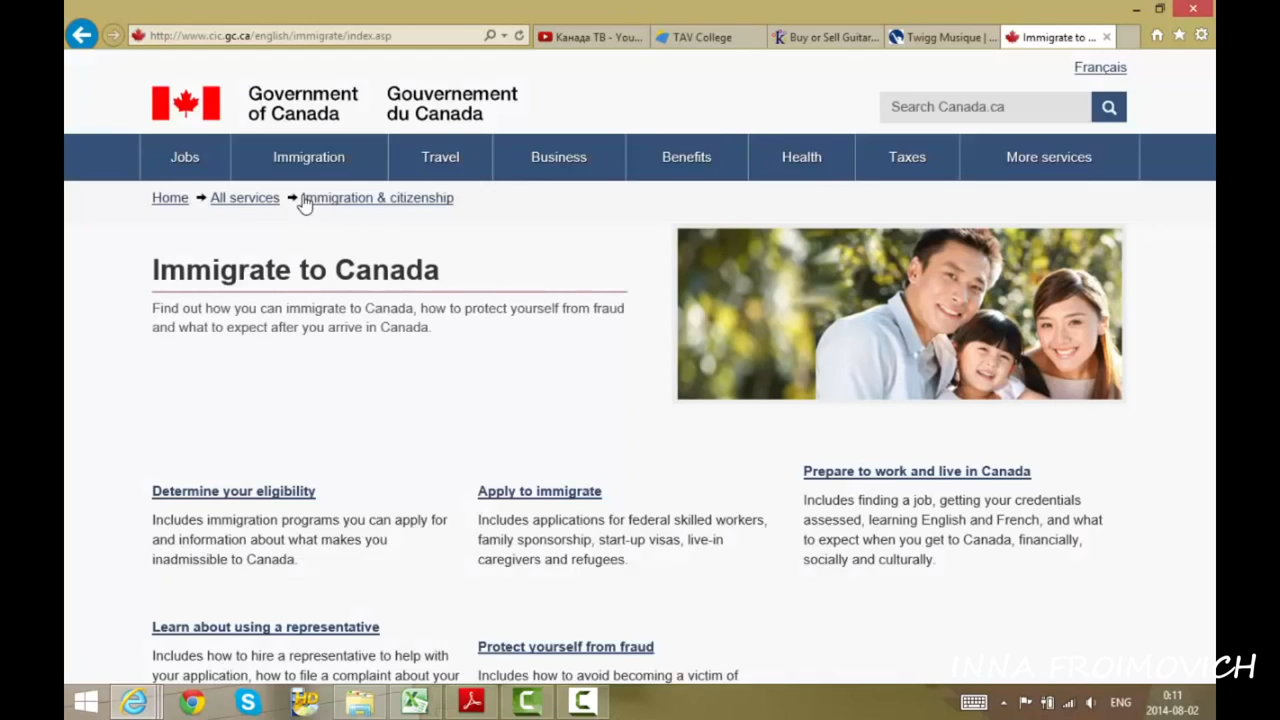 http://www.cic.gc.ca/english/immigrate/index.asp
Канада ТВ - You...
TAV College
Buy or Sell Guitar...
Twigg Musique | ...
Immigrate to ...
Français
Government of Canada
Gouvernement du Canada
Search Canada.ca
Jobs
Immigration
Travel
Business
Benefits
Health
Taxes
More services
Home
All services
Immigration & citizenship
Immigrate to Canada
Find out how you can immigrate to Canada, how to protect yourself from fraud
and what to expect after you arrive in Canada.
Determine your eligibility
Includes immigration programs you can apply for
and information about what makes you
inadmissible to Canada.
Apply to immigrate
Includes applications for federal skilled workers,
family sponsorship, start-up visas, live-in
caregivers and refugees.
Prepare to work and live in Canada
Includes finding a job, getting your credentials
assessed, learning English and French, and what
to expect when you get to Canada, financially,
socially and culturally.
Learn about using a representative
Includes how to hire a representative to help with
your application, how to file a complaint about your
Protect yourself from fraud
Includes how to avoid becoming a victim of
INNA FROIMOVICH
ENG
0:11
2014-08-02